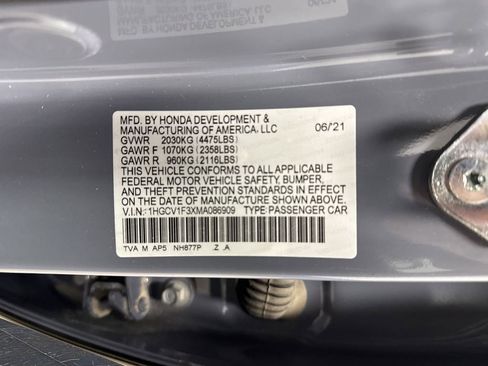 MFD. BY HONDA DEVELOPMENT &
MANUFACTURING OF AMERICA, LLC 06/21
GVWR 2030KG (4475LBS)
GAWR F 1070KG (2358LBS)
GAWR R 960KG (2116LBS)
THIS VEHICLE CONFORMS TO ALL APPLICABLE
FEDERAL MOTOR VEHICLE SAFETY, BUMPER,
AND THEFT PREVENTION STANDARDS IN EFFECT
ON THE DATE OF MANUFACTURE SHOWN ABOVE.
V.I.N.: 1HGCV1F3XMA086909 TYPE:PASSENGER CAR
TVA M AP5 NH877P .Z .A